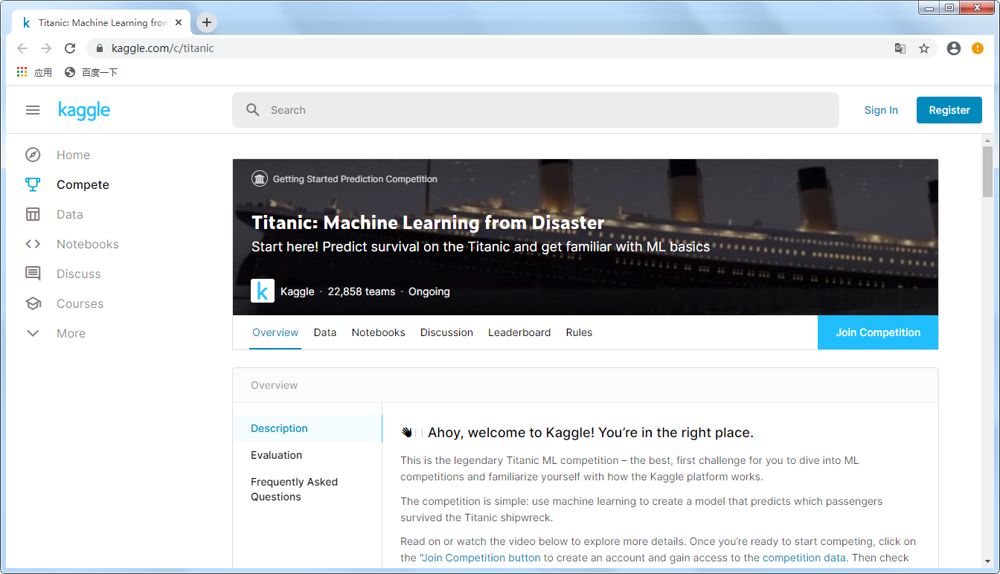 Titanic: Machine Learning from
kaggle.com/c/titanic
应用 百度一下
kaggle
Search
Sign In
Register
Home
Compete
Data
Notebooks
Discuss
Courses
More
Getting Started Prediction Competition
Titanic: Machine Learning from Disaster
Start here! Predict survival on the Titanic and get familiar with ML basics
k Kaggle · 22,858 teams · Ongoing
Overview Data Notebooks Discussion Leaderboard Rules
Join Competition
Overview
Description
Evaluation
Frequently Asked
Questions
Ahoy, welcome to Kaggle! You’re in the right place.
This is the legendary Titanic ML competition – the best, first challenge for you to dive into ML
competitions and familiarize yourself with how the Kaggle platform works.
The competition is simple: use machine learning to create a model that predicts which passengers
survived the Titanic shipwreck.
Read on or watch the video below to explore more details. Once you’re ready to start competing, click on
the "Join Competition button to create an account and gain access to the competition data. Then check